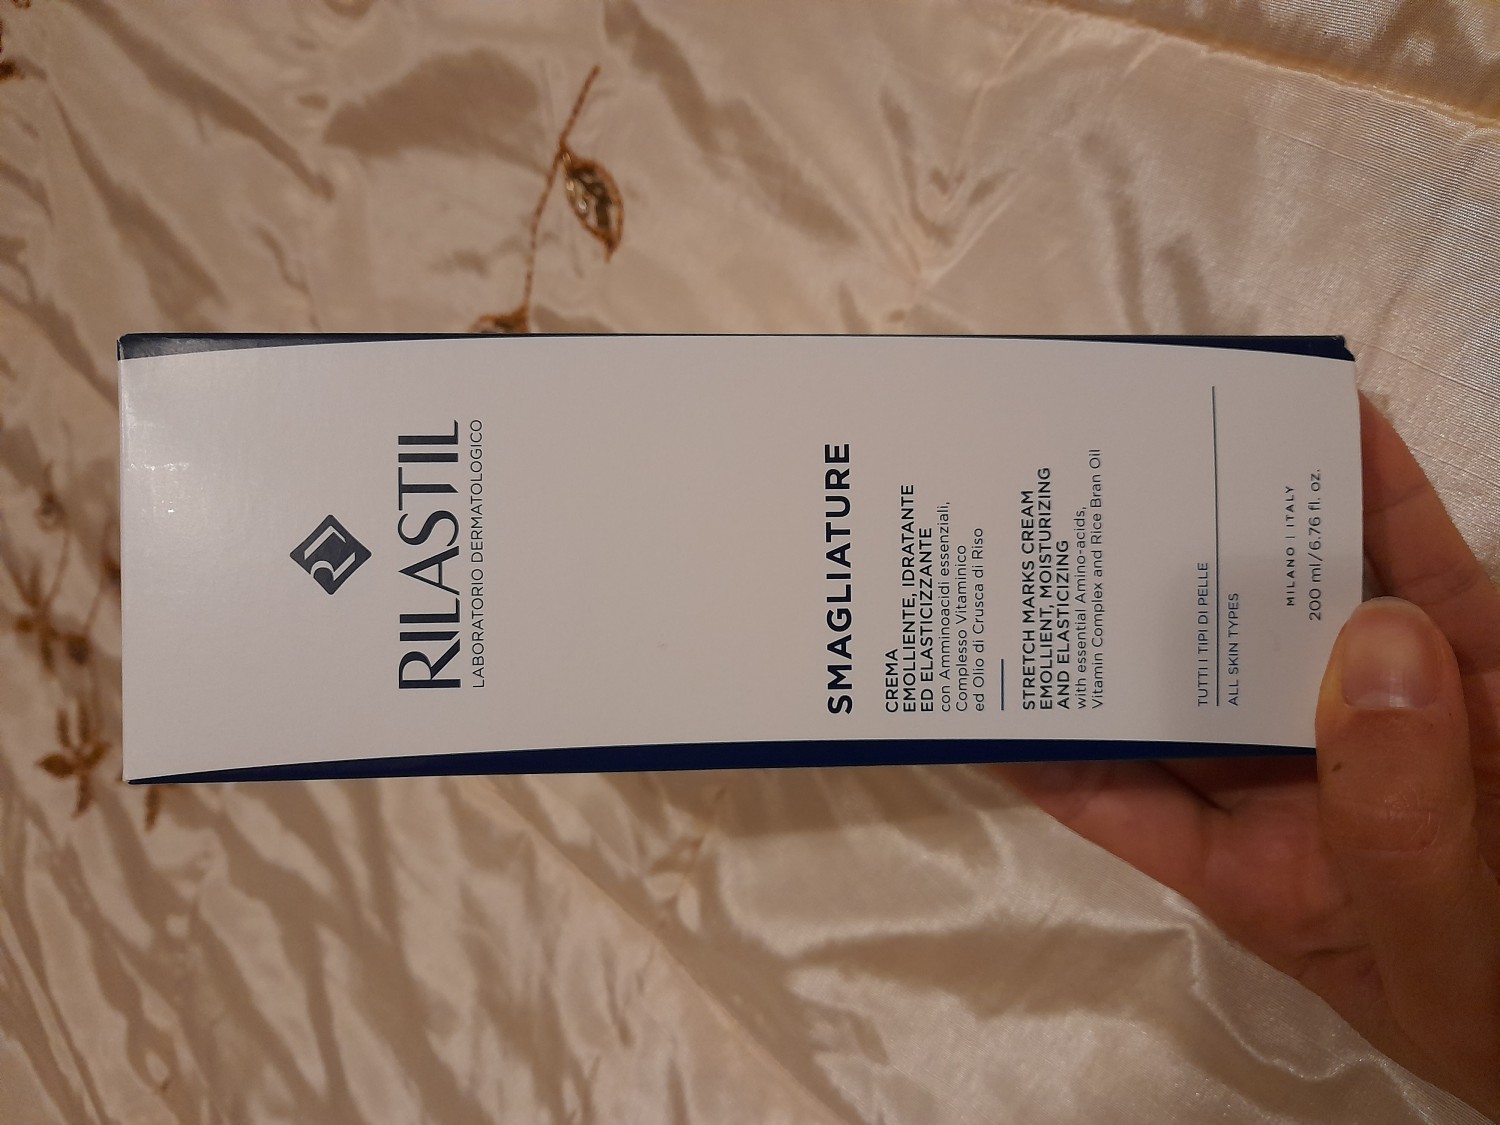 RILASTIL
LABORATORIO DERMATOLOGICO
SMAGLIATURE
CREMA
EMOLLIENTE, IDRATANTE
ED ELASTICIZZANTE
con Amminoacidi essenziali,
Complesso Vitaminico
ed Olio di Crusca di Riso
STRETCH MARKS CREAM
EMOLLIENT, MOISTURIZING
AND ELASTICIZING
with essential Amino-acids,
Vitamin Complex and Rice Bran Oil
TUTTI I TIPI DI PELLE
ALL SKIN TYPES
MILANO | ITALY
200 ml/6.76 fl. oz.